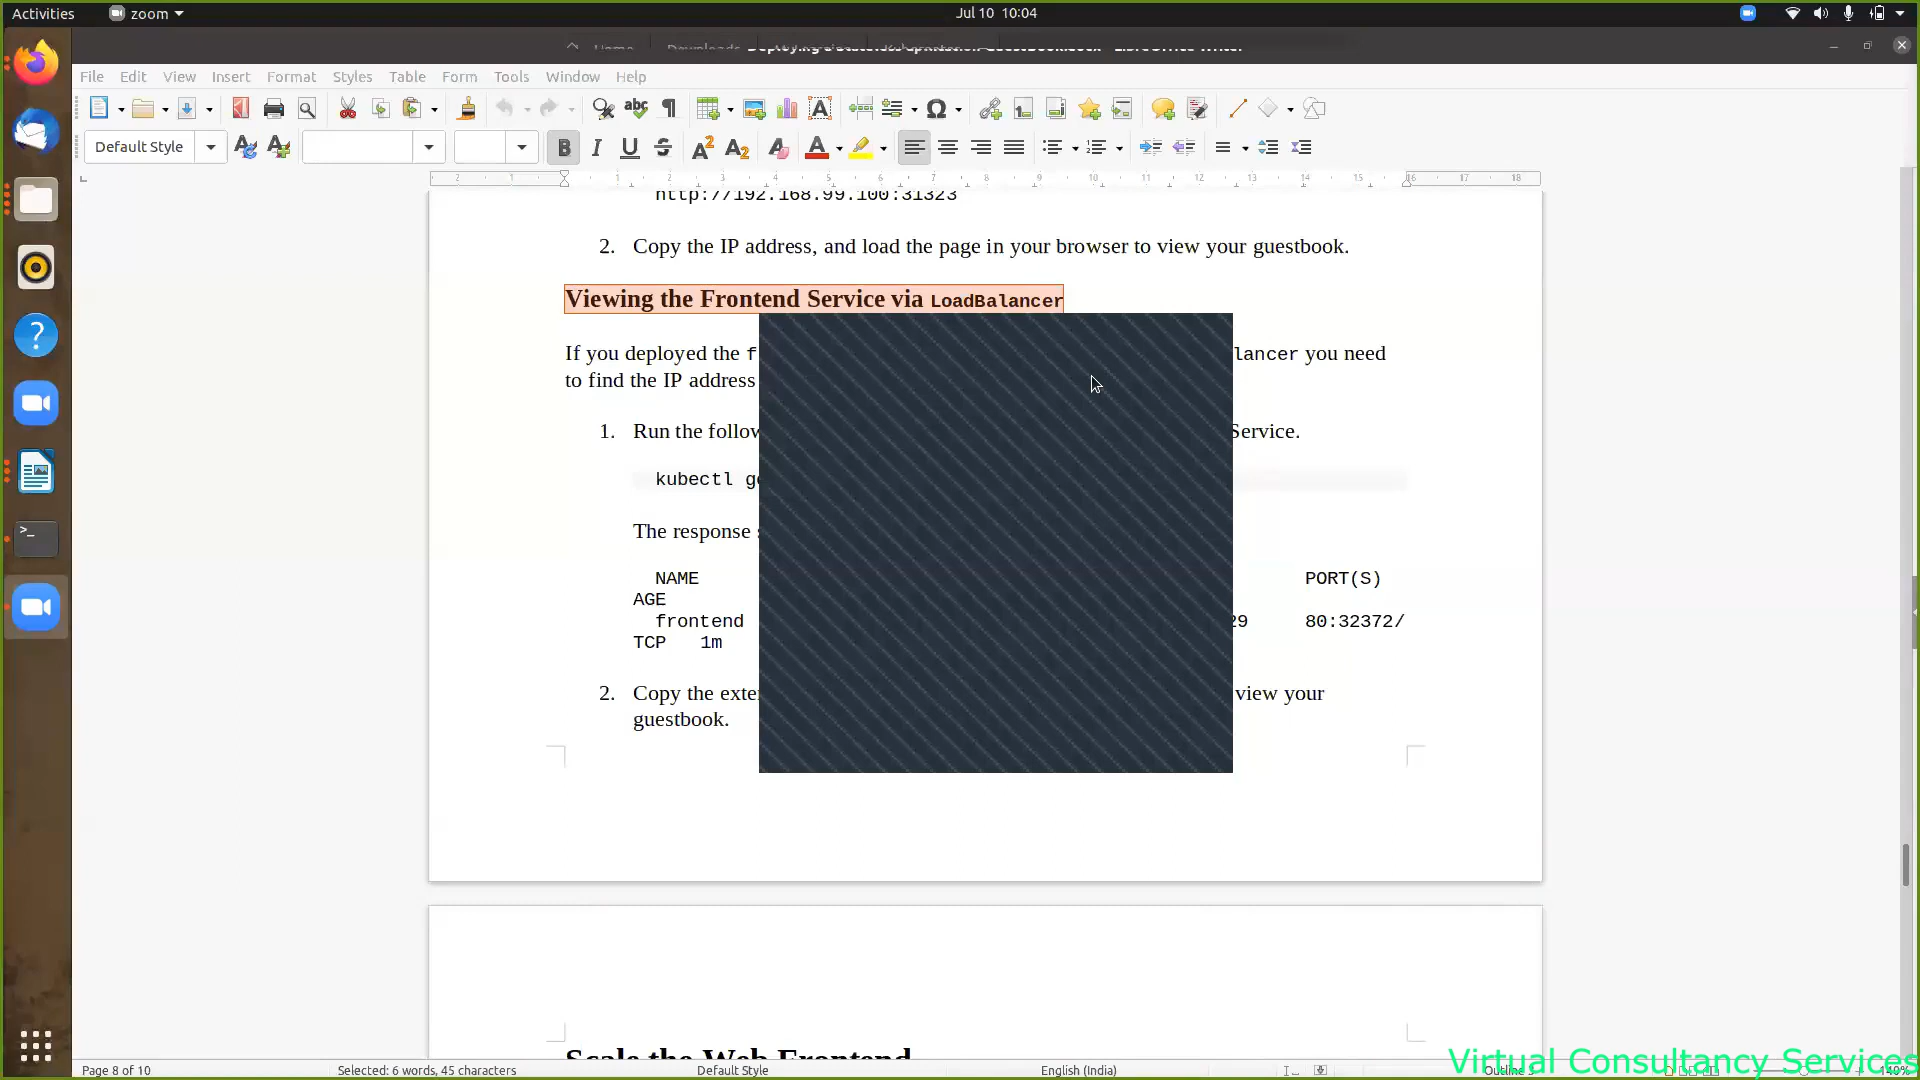 Activities
zoom
Jul 10 10:04
File Edit View Insert Format Styles Table Form Tools Window Help
Default Style
http://192.168.99.100:31323
2. Copy the IP address, and load the page in your browser to view your guestbook.
Viewing the Frontend Service via LoadBalancer
If you deployed the
lancer you need
to find the IP address
1. Run the
Service.
kubectl
The response
NAME
PORT(S)
AGE
frontend
29
80:32372/
TCP 1m
2. Copy the
view your
guestbook.
Scale the Web Frontend
Page 8 of 10
Selected: 6 words, 45 characters
Default Style
English (India)
Virtual Consultancy Services